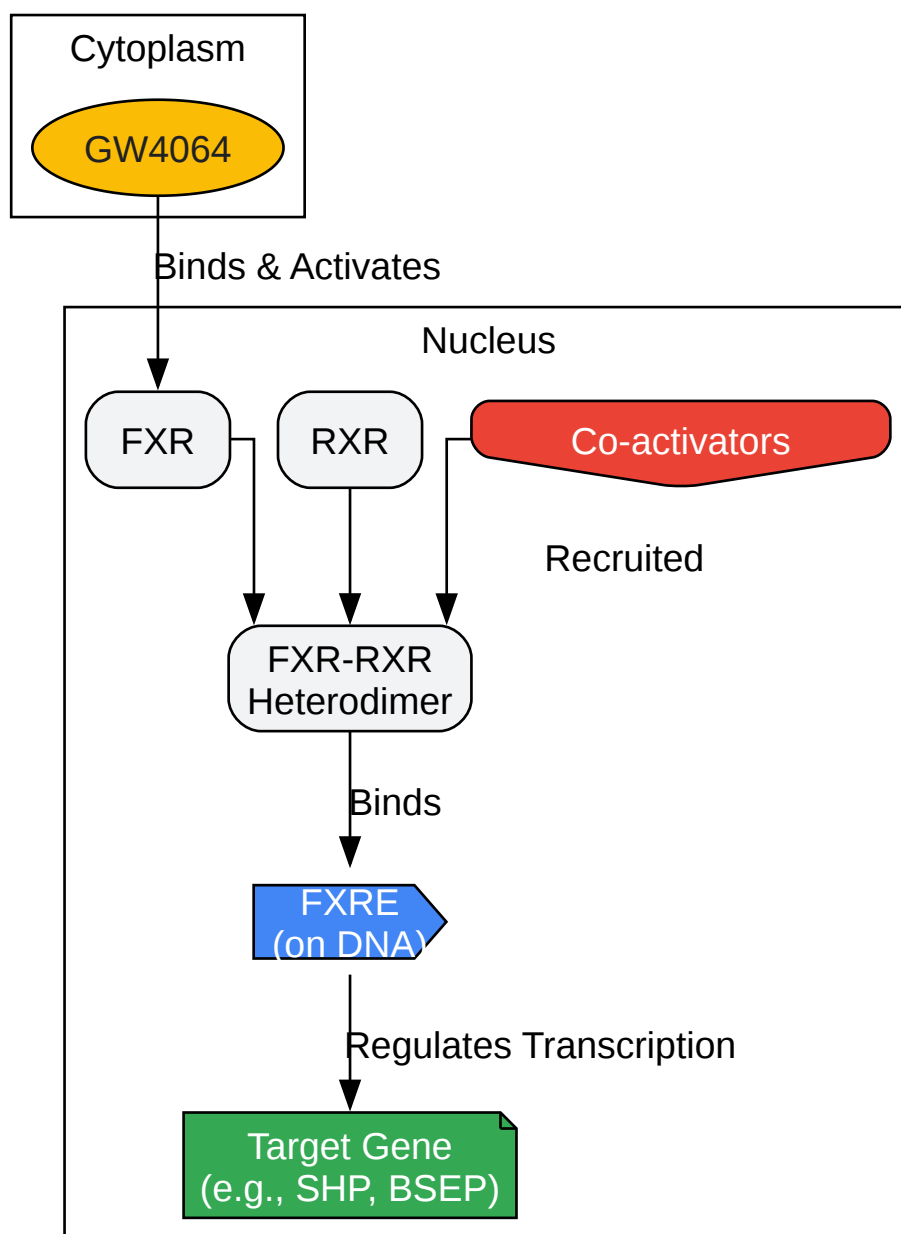 Cytoplasm
GW4064
Binds & Activates
Nucleus
FXR
RXR
Co-activators
Recruited
FXR-RXR
Heterodimer
Binds
FXRE
(on DNA)
Regulates Transcription
Target Gene
(e.g., SHP, BSEP)